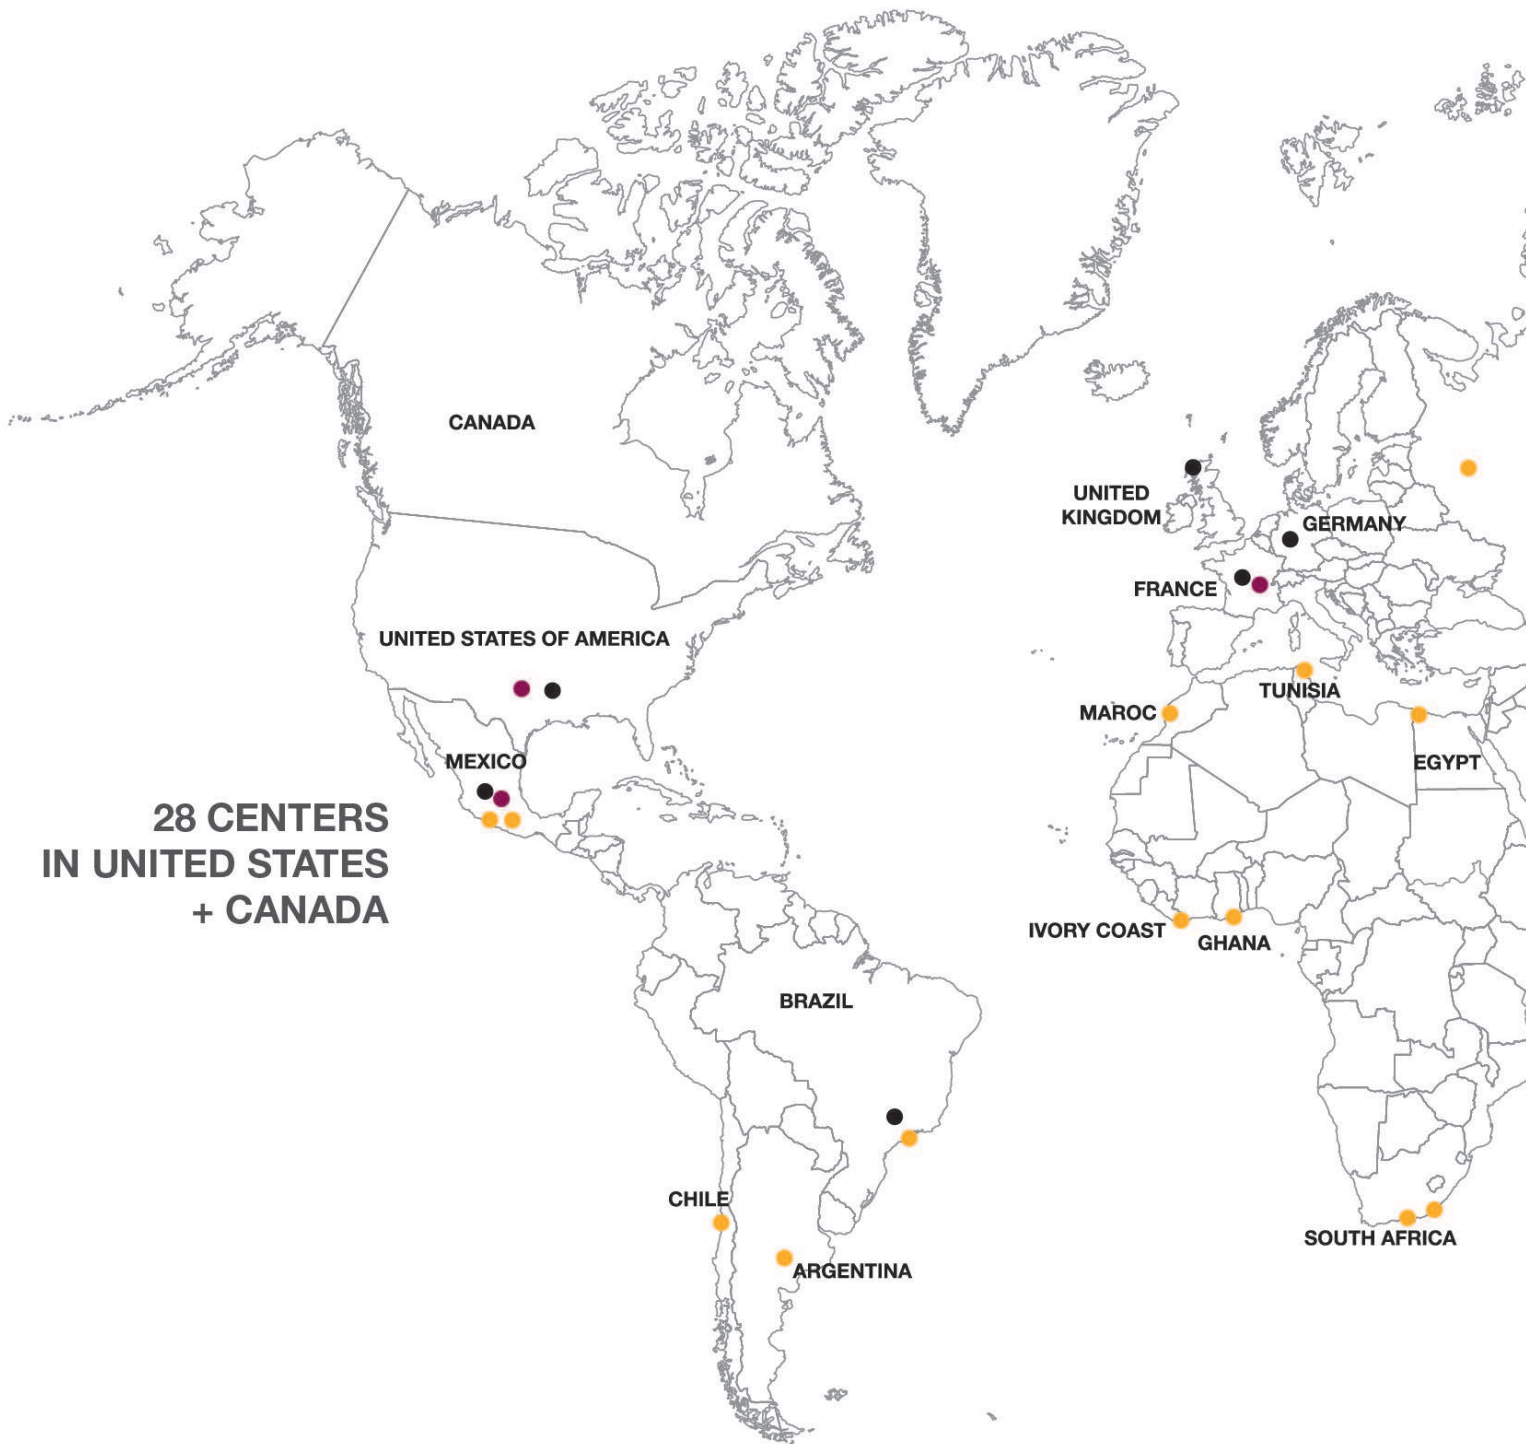 CANADA
UNITED
KINGDOM
GERMANY
FRANCE
UNITED STATES OF AMERICA
TUNISIA
MAROC
MEXICO
EGYPT
28 CENTERS
IN UNITED STATES
+ CANADA
IVORY COAST
GHANA
BRAZIL
CHILE
SOUTH AFRICA
ARGENTINA